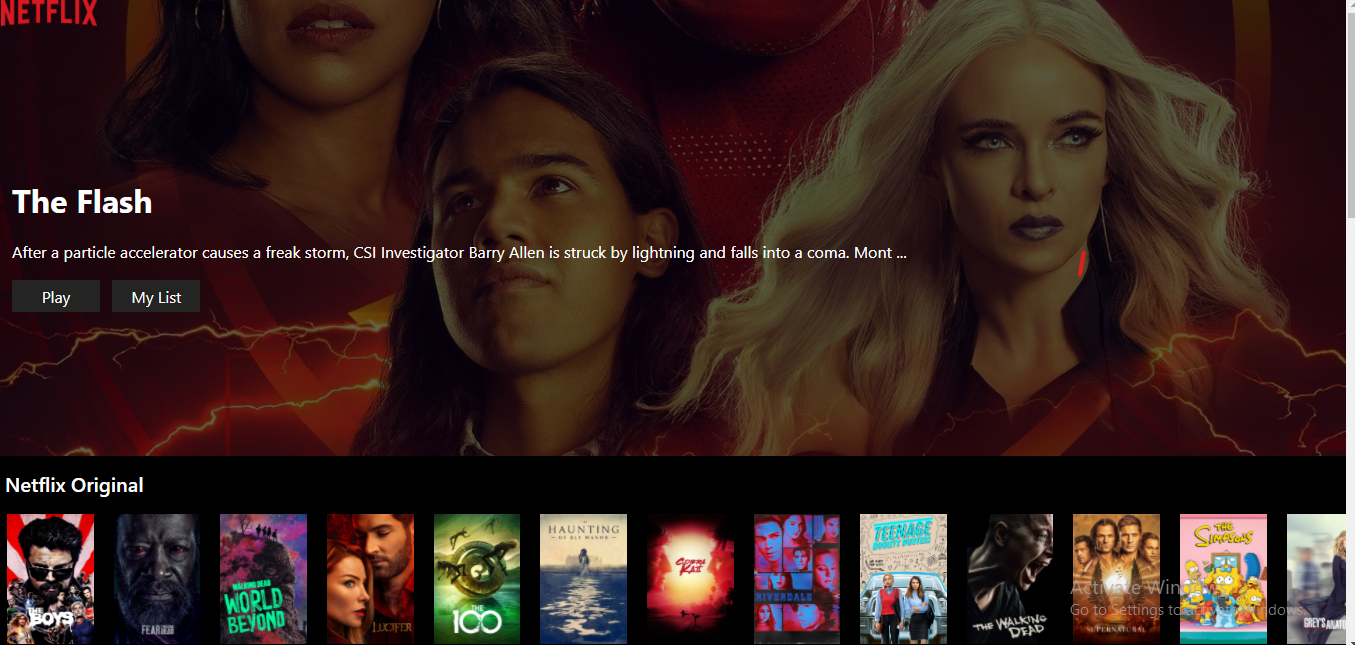 NETFLIX
The Flash
After a particle accelerator causes a freak storm, CSI Investigator Barry Allen is struck by lightning and falls into a coma. Mont ...
Play
My List
Netflix Original
THE
BOYS
FEAR
THE WALKING DEAD
WORLD
BEYOND
LUCIFER
THE
100
THE
HAUNTING
OF BLY MANOR
COBRA
KAI
RIVERDALE
TEENAGE
BOUNTY HUNTERS
THE WALKING
DEAD
SUPERNATURAL
THE
SIMPSONS
GREY'S ANAT
Activate Windows
Go to Settings to activate Windows.